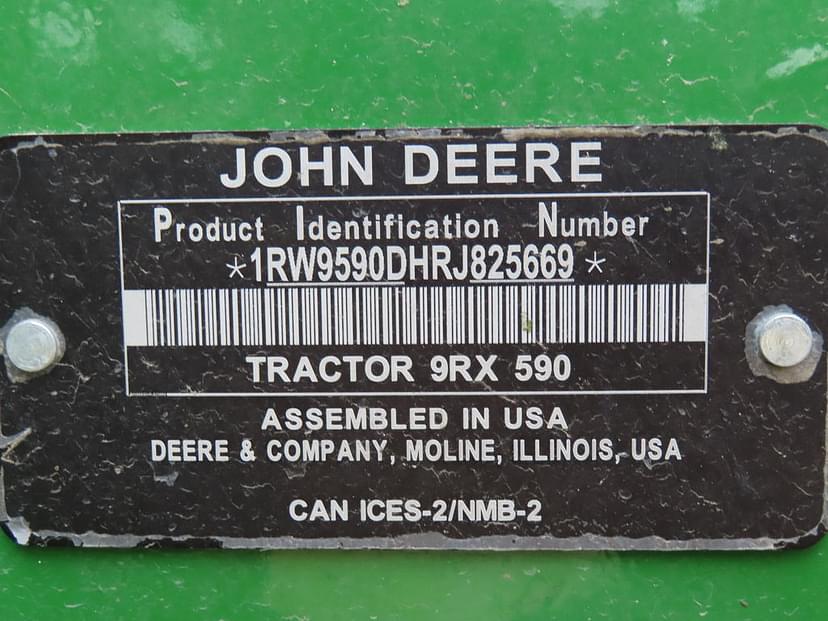 JOHN DEERE
Product Identification Number
*1RW9590DHRJ825669*
TRACTOR 9RX 590
ASSEMBLED IN USA
DEERE & COMPANY, MOLINE, ILLINOIS, USA
CAN ICES-2/NMB-2